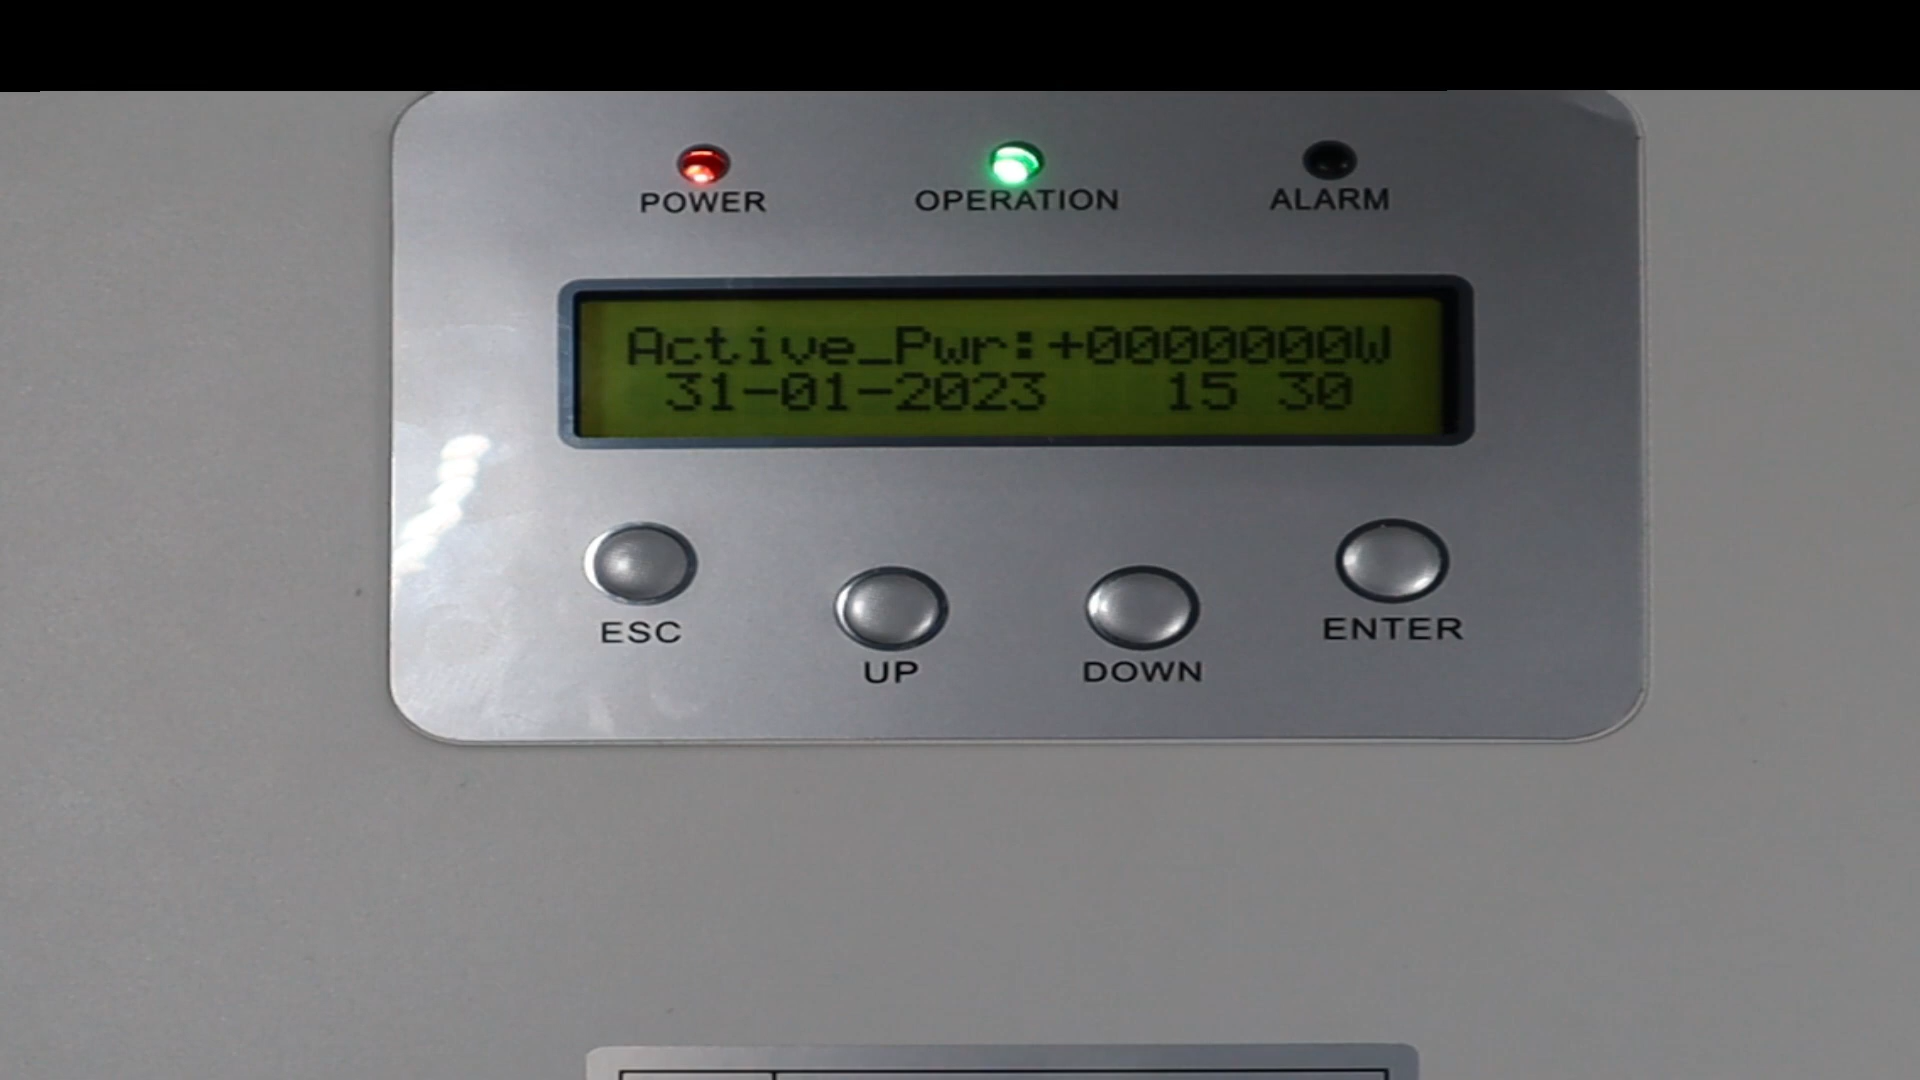 POWER OPERATION ALARM
Active_Pwr:+0000000W
31-01-2023 15 30
ESC UP DOWN ENTER